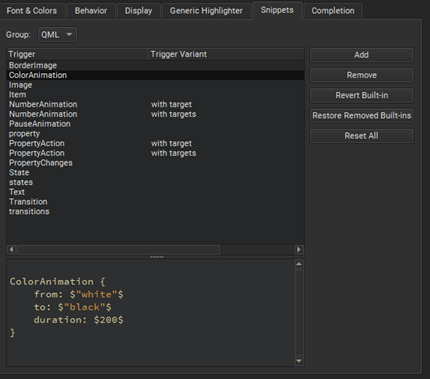 Font & Colors Behavior Display Generic Highlighter Snippets Completion
Group: QML
Trigger Trigger Variant
BorderImage
ColorAnimation
Image
Item
NumberAnimation with target
NumberAnimation with targets
PauseAnimation
property
PropertyAction with target
PropertyAction with targets
PropertyChanges
State
states
Text
Transition
transitions
Add
Remove
Revert Built-in
Restore Removed Built-ins
Reset All
ColorAnimation {
    from: $"white"$
    to: $"black"$
    duration: $200$
}